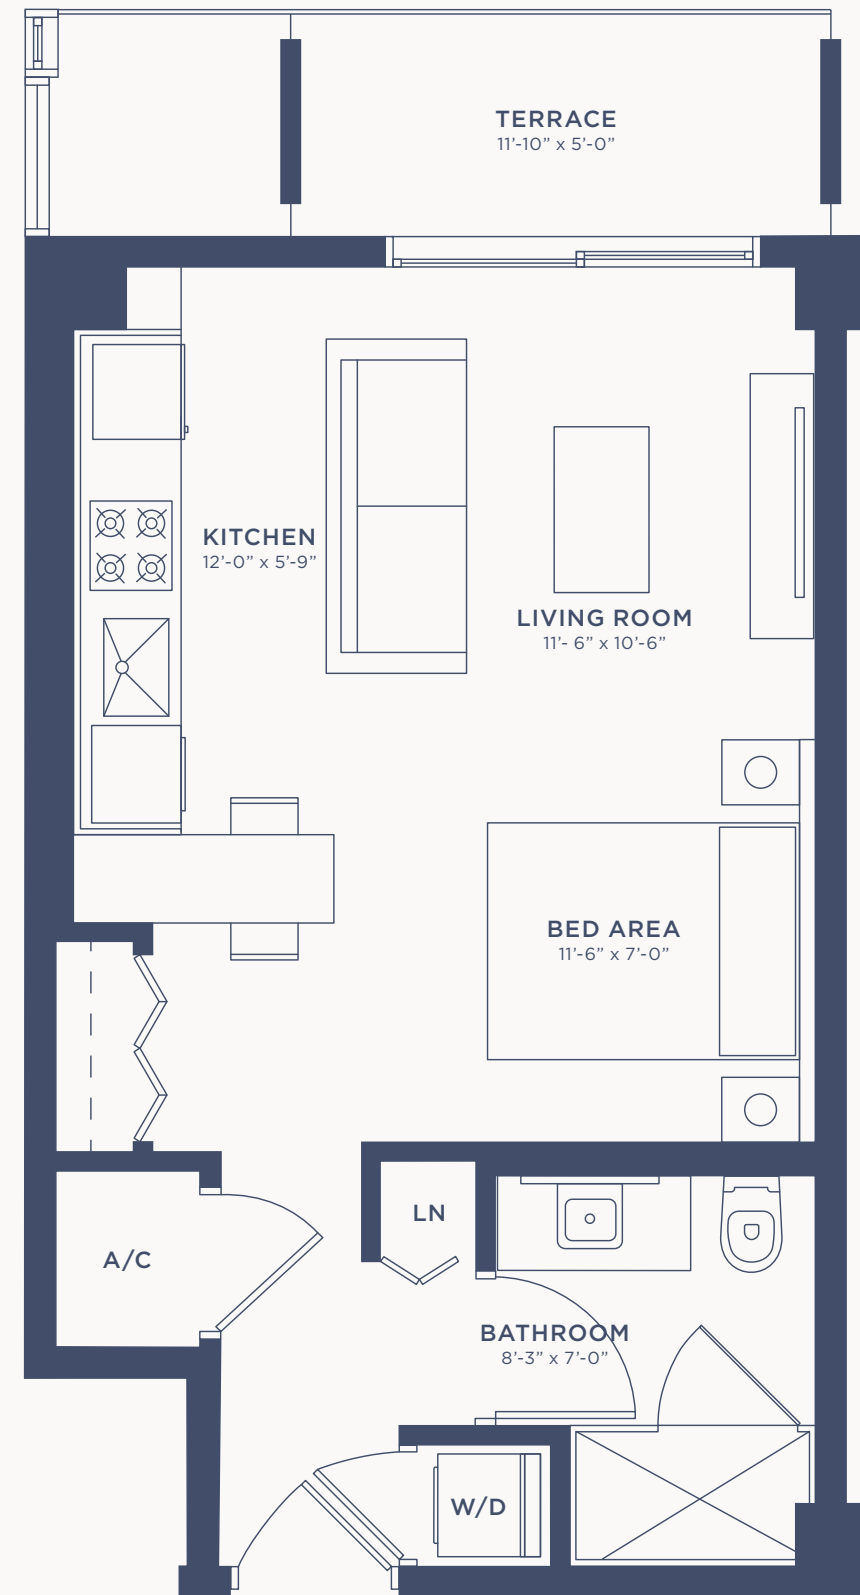 TERRACE
11’-10” x 5’-0”
KITCHEN
12’-0” x 5’-9”
LIVING ROOM
11’- 6” x 10’-6”
BED AREA
11’-6” x 7’-0”
LN
A/C
BATHROOM
8’-3” x 7’-0”
W/D